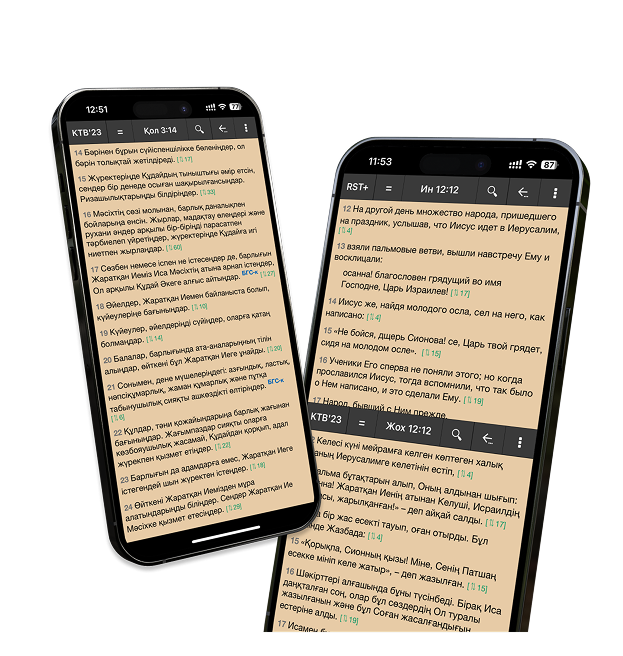 12:51
77
KTB'23
=
Қол 3:14
14 Бәрінен бұрын сүйіспеншілікке бөленіңдер, ол
бәрін толықтай жетілдіреді. [⇅17]
15 Жүректеріңе Құдайдың тыныштығы әмір етсін,
сендер бір денеде осыған шақырылғансыңдар.
Ризашылықтарыңды білдіріңдер. [⇅33]
16 Мәсіхтің сөзі молынан, барлық даналықпен
бойларыңа енсін. Жырлар, мадақтау өлеңдері және
рухани әндер арқылы бір-біріңді парасатпен
тәрбиелеп үйретіңдер, жүректеріңде Құдайға игі
ниетпен жырлаңдар. [⇅60]
17 Сөзбен немесе іспен не істесеңдер де, барлығын
Жаратқан Иеміз Иса Мәсіхтің атына арнап істеңдер,
Ол арқылы Құдай Әкеге алғыс айтыңдар. БГС-к [⇅27]
18 Әйелдер, Жаратқан Иемен байланыста болып,
күйеулеріңе бағыныңдар. [⇅10]
19 Күйеулер, әйелдеріңді сүйіңдер, оларға қатаң
болмаңдар. [⇅14]
20 Балалар, барлығында ата-аналарыңның тілін
алыңдар, өйткені бұл Жаратқан Иеге ұнайды. [⇅20]
21 Сонымен, дене мүшелеріңдегі: азғындық, ластық,
нәпсіқұмарлық, жаман құмарлық және пұтқа
табынушылық сияқты ашкөздікті өлтіріңдер. БГС-к
[⇅6]
22 Құлдар, тәни қожайындарыңа барлық жағынан
бағыныңдар. Жағымпаздар сияқты оларға
көзбояушылық жасамай, Құдайдан қорқып, адал
жүрекпен қызмет етіңдер. [⇅22]
23 Барлығын да адамдарға емес, Жаратқан Иеге
істегендей шын жүректен істеңдер. [⇅18]
24 Өйткені Жаратқан Иемізден мұра
алатындарыңды біліңдер. Сендер Жаратқан Ие
Мәсіхке қызмет етесіңдер. [⇅29]
11:53
87
RST+
=
Ин 12:12
12 На другой день множество народа, пришедшего
на праздник, услышав, что Иисус идет в Иерусалим,
[⇅4]
13 взяли пальмовые ветви, вышли навстречу Ему и
восклицали:
осанна! благословен грядущий во имя
Господне, Царь Израилев! [⇅17]
14 Иисус же, найдя молодого осла, сел на него, как
написано: [⇅4]
15 «Не бойся, дщерь Сионова! се, Царь твой грядет,
сидя на молодом осле». [⇅15]
16 Ученики Его сперва не поняли этого; но когда
прославился Иисус, тогда вспомнили, что так было
о Нем написано, и это сделали Ему. [⇅19]
17 Народ, бывший с Ним прежде,
KTB'23
=
Жох 12:12
Келесі күні мейрамға келген көптеген халық
Иерусалимге келетінін естіп, [⇅4]
альма бұтақтарын алып, Оның алдынан шығып:
Жаратқан Иенің атынан Келуші, Исраилдің
жарылқанғын!» – деп айқай салды. [⇅17]
бір жас есекті тауып, оған отырды. Бұл
Жазбада: [⇅4]
15 «Қорықпа, Сионның қызы! Міне, Сенің Патшаң
есекке мініп келе жатыр», – деп жазылған. [⇅15]
16 Шәкірттері алғашында бұны түсінбеді. Бірақ Иса
даңқталған соң, олар бұл сөздердің Ол туралы
жазылғанын және бұл Соған жасалғандығын
естеріне алды. [⇅19]
17 Исамен